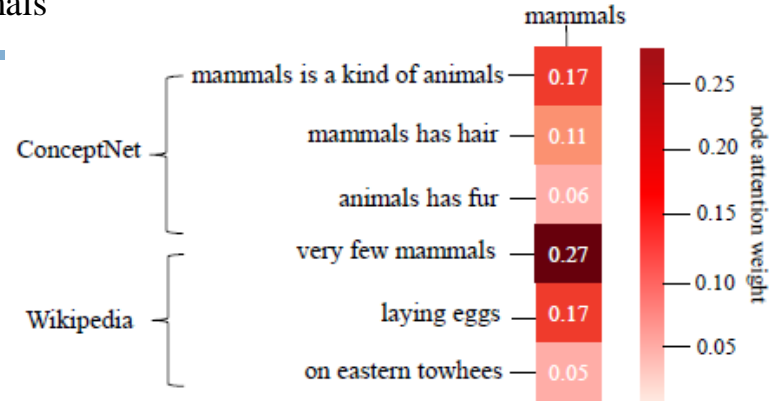 mammals
mammals is a kind of animals 0.17
ConceptNet
mammals has hair 0.11
animals has fur 0.06
very few mammals 0.27
Wikipedia
laying eggs 0.17
on eastern towhees 0.05
0.25
0.20
0.15
0.10
0.05
node attention weight